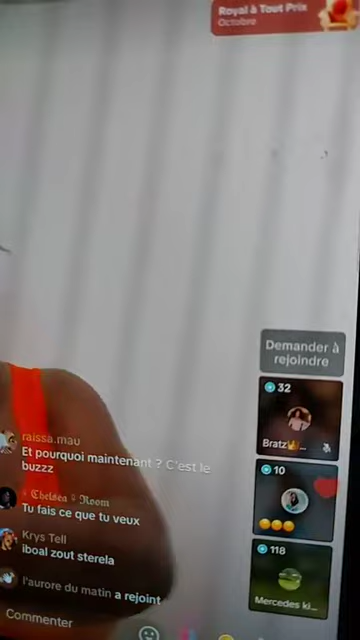 Royal à Tout Prix
Octobre
Demander à
rejoindre
32
Bratz👑...
10
😄😄😄
118
Mercedes ki...
raissa.mau
Et pourquoi maintenant ? C'est le
buzzz
𝕮𝖍𝖊𝖑𝖘𝖊𝖆 ♀ 𝕽𝖔𝖔𝖒
Tu fais ce que tu veux
Krys Tell
iboal zout sterela
l'aurore du matin a rejoint
Commenter